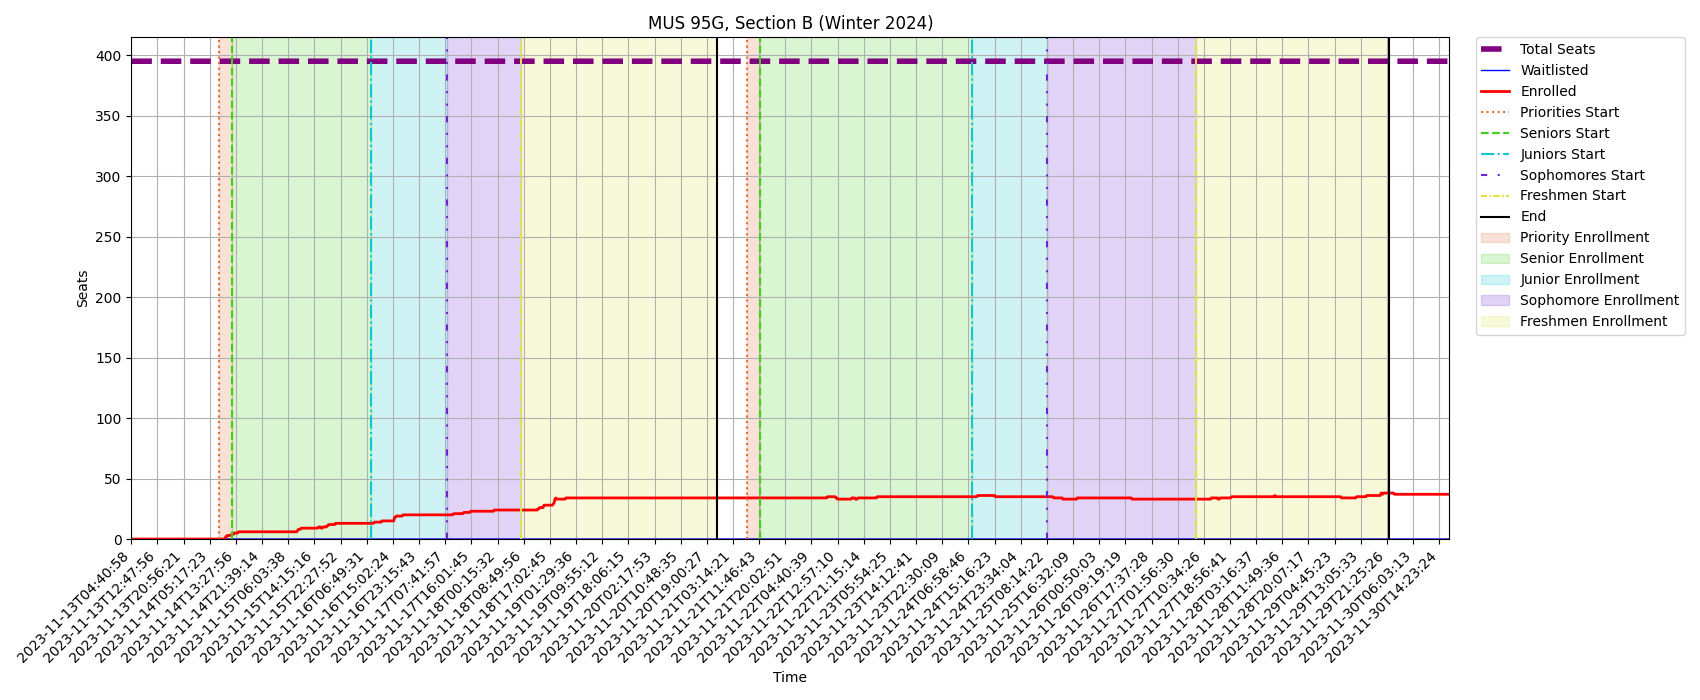 MUS 95G, Section B (Winter 2024)
400
350
300
250
200
150
100
50
0
Seats
2023-11-13T04:40:58
2023-11-13T12:47:56
2023-11-13T20:56:21
2023-11-14T05:17:23
2023-11-14T13:27:56
2023-11-14T21:39:14
2023-11-15T06:03:38
2023-11-15T14:15:16
2023-11-15T22:27:52
2023-11-16T06:49:31
2023-11-16T15:02:24
2023-11-16T23:15:43
2023-11-17T07:41:57
2023-11-17T16:01:45
2023-11-18T00:15:32
2023-11-18T08:49:56
2023-11-18T17:02:45
2023-11-19T01:29:36
2023-11-19T09:55:12
2023-11-19T18:06:15
2023-11-20T02:17:53
2023-11-20T10:48:35
2023-11-20T19:00:27
2023-11-21T03:14:21
2023-11-21T11:46:43
2023-11-21T20:02:51
2023-11-22T04:40:39
2023-11-22T12:57:10
2023-11-22T21:15:14
2023-11-23T05:54:25
2023-11-23T14:12:41
2023-11-23T22:30:09
2023-11-24T06:58:46
2023-11-24T15:16:23
2023-11-24T23:34:04
2023-11-25T08:14:22
2023-11-25T16:32:09
2023-11-26T00:50:03
2023-11-26T09:19:19
2023-11-26T17:37:28
2023-11-27T01:56:30
2023-11-27T10:34:26
2023-11-27T18:56:41
2023-11-28T03:16:37
2023-11-28T11:49:36
2023-11-28T20:07:17
2023-11-29T04:45:23
2023-11-29T13:05:33
2023-11-29T21:25:26
2023-11-30T06:03:13
2023-11-30T14:23:24
Time
Total Seats
Waitlisted
Enrolled
Priorities Start
Seniors Start
Juniors Start
Sophomores Start
Freshmen Start
End
Priority Enrollment
Senior Enrollment
Junior Enrollment
Sophomore Enrollment
Freshmen Enrollment